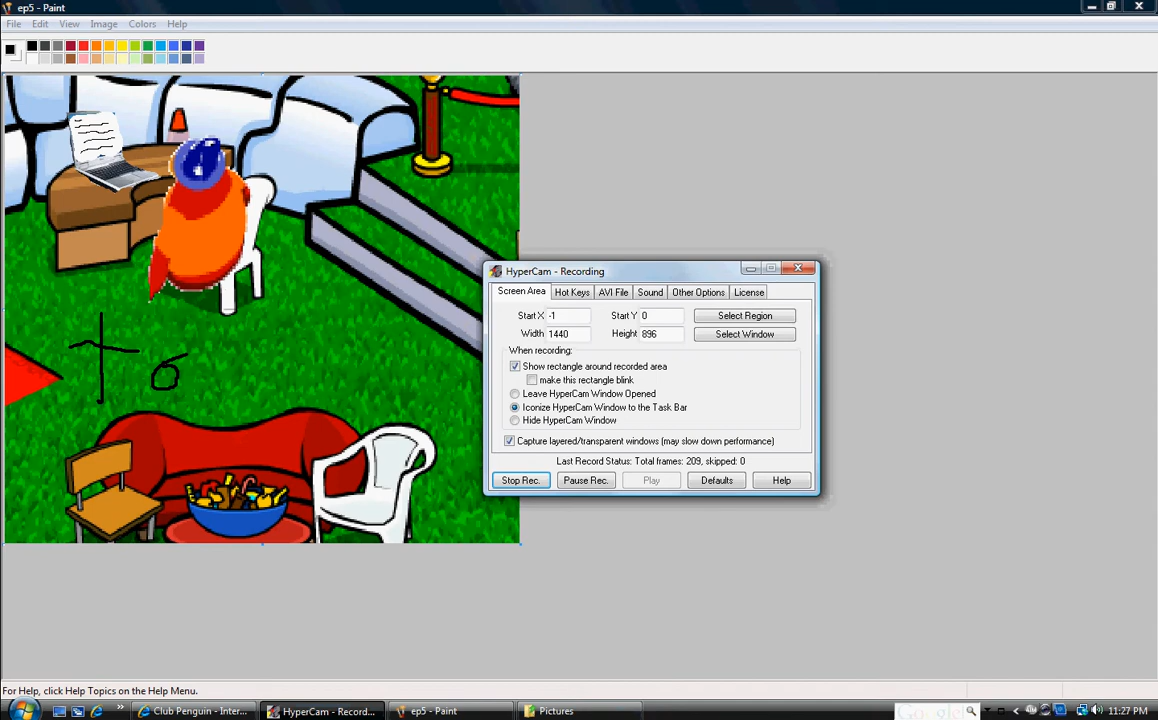 ep5 - Paint
File Edit View Image Colors Help
to
HyperCam - Recording
Screen Area Hot Keys AVI File Sound Other Options License
Start X -1 Start Y 0 Select Region
Width 1440 Height 896 Select Window
When recording:
Show rectangle around recorded area
make this rectangle blink
Leave HyperCam Window Opened
Iconize HyperCam Window to the Task Bar
Hide HyperCam Window
Capture layered/transparent windows (may slow down performance)
Last Record Status: Total frames: 209, skipped: 0
Stop Rec. Pause Rec. Play Defaults Help
For Help, click Help Topics on the Help Menu.
Club Penguin - Inter... HyperCam - Record... ep5 - Paint Pictures Google 11:27 PM